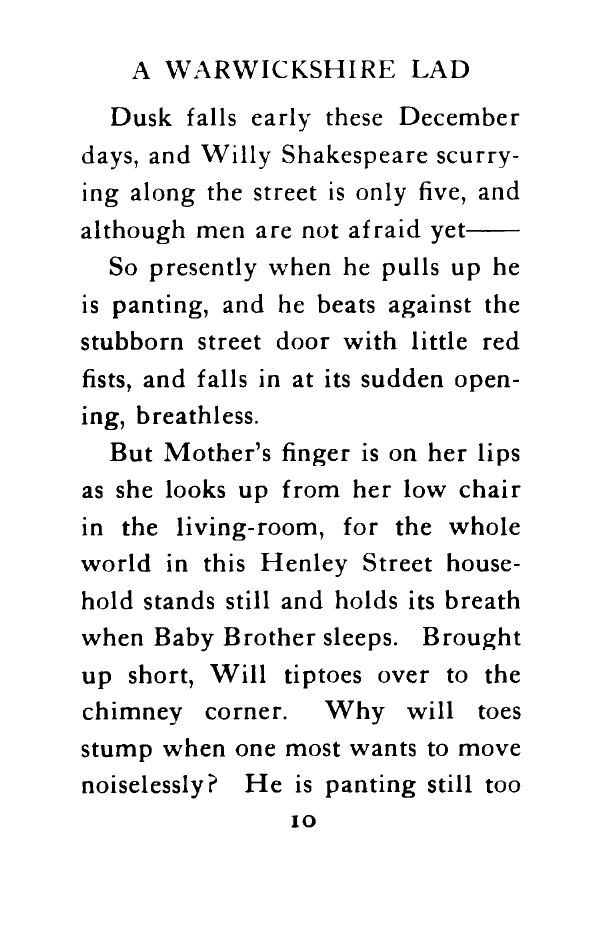 A WARWICKSHIRE LAD
Dusk falls early these December
days, and Willy Shakespeare scurry-
ing along the street is only five, and
although men are not afraid yet——
So presently when he pulls up he
is panting, and he beats against the
stubborn street door with little red
fists, and falls in at its sudden open-
ing, breathless.
But Mother's finger is on her lips
as she looks up from her low chair
in the living-room, for the whole
world in this Henley Street house-
hold stands still and holds its breath
when Baby Brother sleeps. Brought
up short, Will tiptoes over to the
chimney corner. Why will toes
stump when one most wants to move
noiselessly? He is panting still too
10